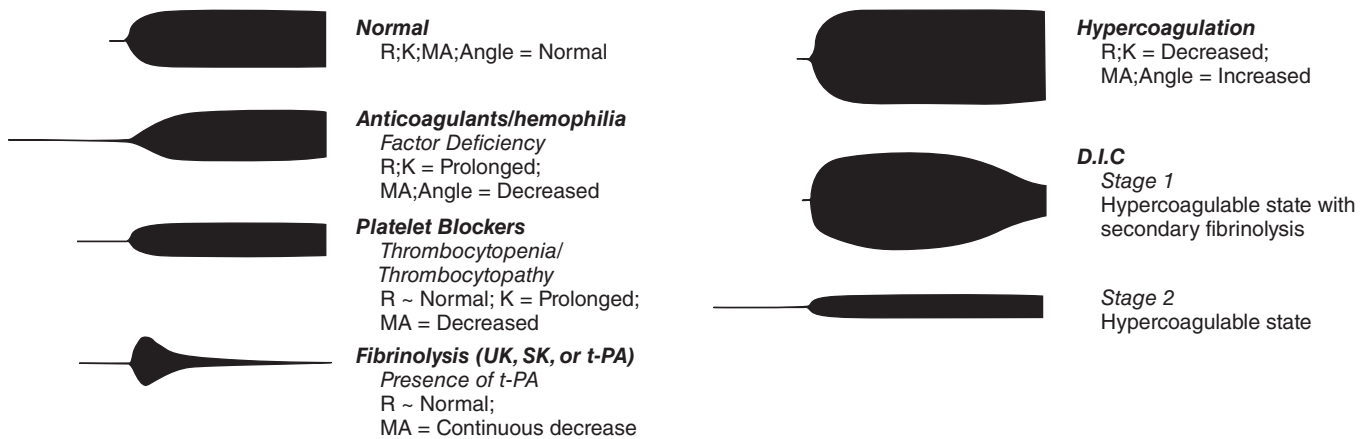 Normal
R;K;MA;Angle = Normal
Anticoagulants/hemophilia
Factor Deficiency
R;K = Prolonged;
MA;Angle = Decreased
Platelet Blockers
Thrombocytopenia/
Thrombocytopathy
R ~ Normal; K = Prolonged;
MA = Decreased
Fibrinolysis (UK, SK, or t-PA)
Presence of t-PA
R ~ Normal;
MA = Continuous decrease
Hypercoagulation
R;K = Decreased;
MA;Angle = Increased
D.I.C
Stage 1
Hypercoagulable state with
secondary fibrinolysis
Stage 2
Hypercoagulable state